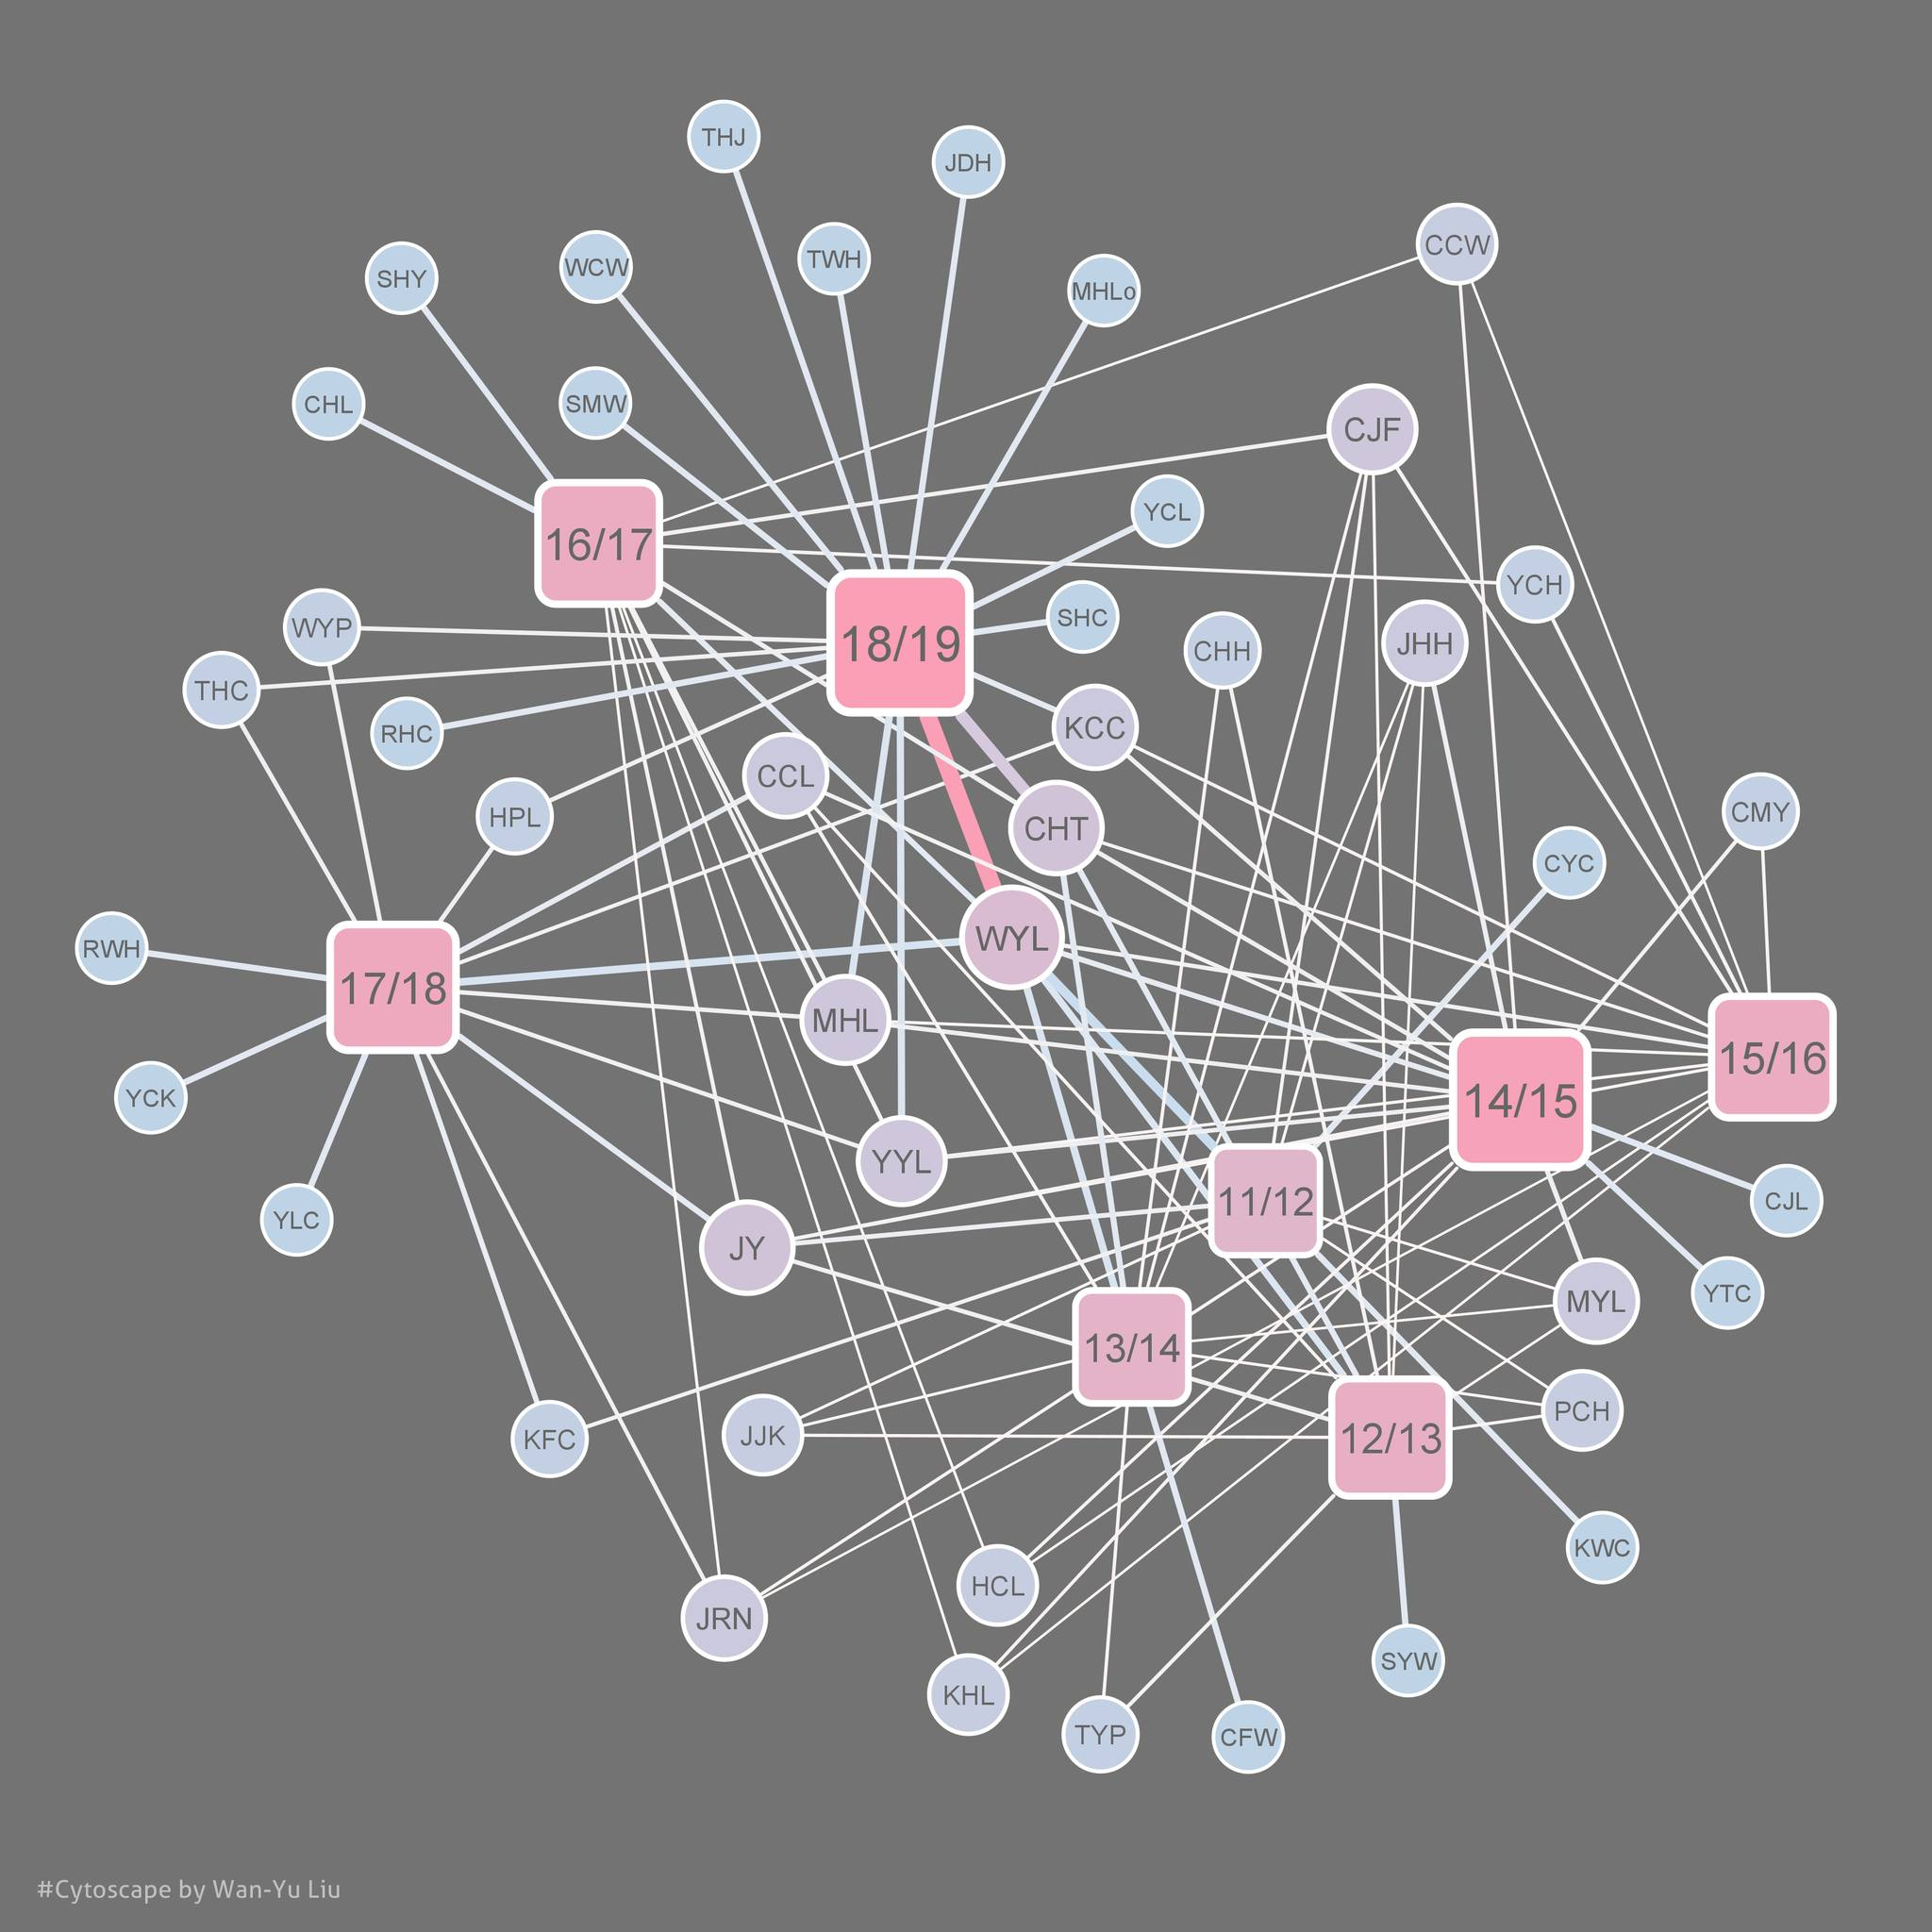 THJ
JDH
CCW
TWH
WCW
SHY
MHLo
CHL
SMW
CJF
YCL
16/17
YCH
SHC
WYP
18/19
JHH
CHH
THC
KCC
RHC
CCL
CMY
HPL
CHT
CYC
WYL
RWH
17/18
MHL
15/16
YCK
14/15
YYL
11/12
CJL
YLC
JY
YTC
MYL
13/14
PCH
JJK
KFC
12/13
KWC
HCL
JRN
SYW
KHL
TYP
CFW
#Cytoscape by Wan-Yu Liu